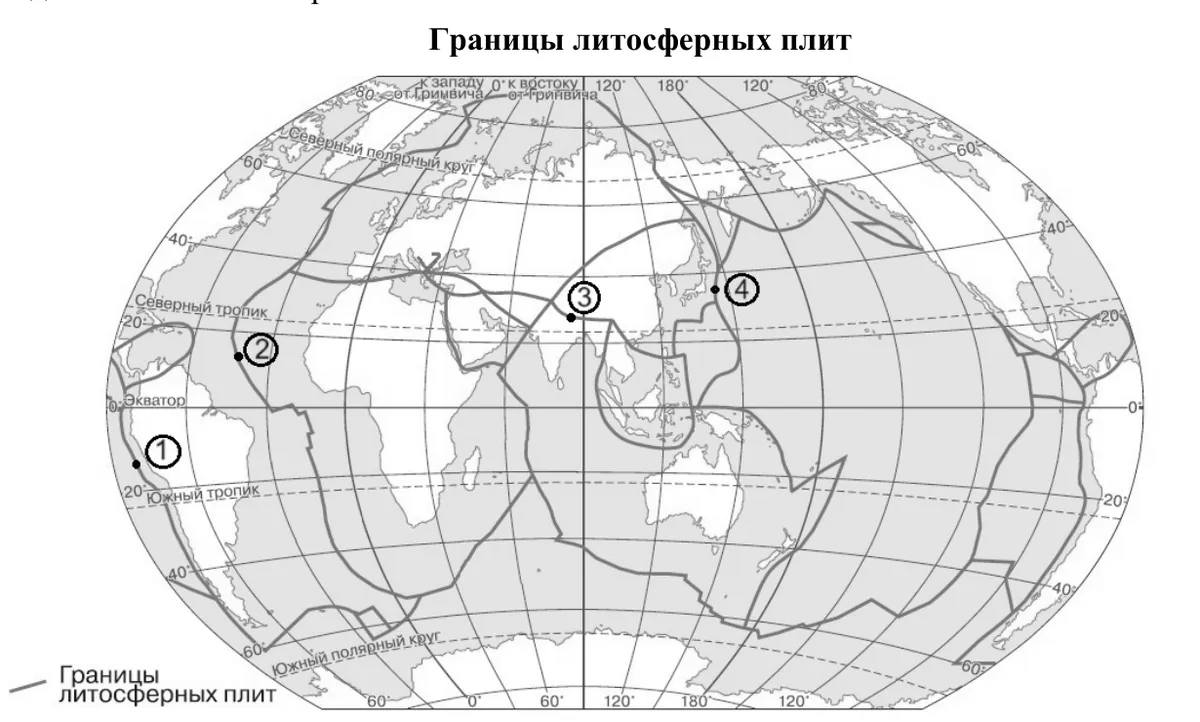 Границы литосферных плит
к западу 0° к востоку 120° 180° 120°
80 от Гринвича от Гринвича 80
Северный полярный круг
60° 60°
40° 40°
3
4
Северный тропик
20° 20°
2
0° Экватор 0°
1
20° Южный тропик 20°
40° 40°
60° Южный полярный круг 60°
Границы
литосферных плит
60° 0° 60° 120° 180° 120°